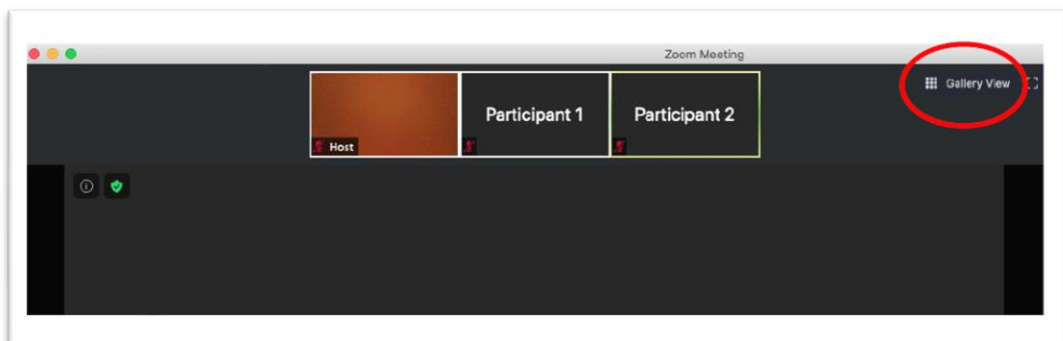 Zoom Meeting
Gallery View
Participant 1
Participant 2
Host